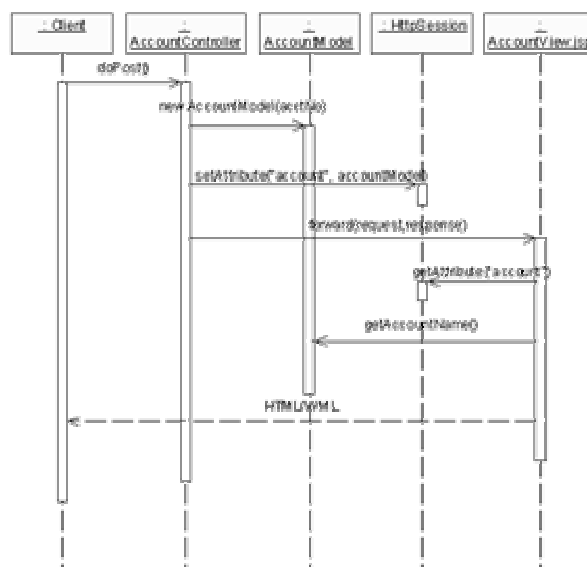 : Client
:
AccountController
:
AccountModel
: HttpSession
:
AccountView.jsp
doPost()
new AccountModel(acctNo)
setAttribute("account", accountModel)
forward(request,response)
getAttribute("account")
getAccountName()
HTML/WML